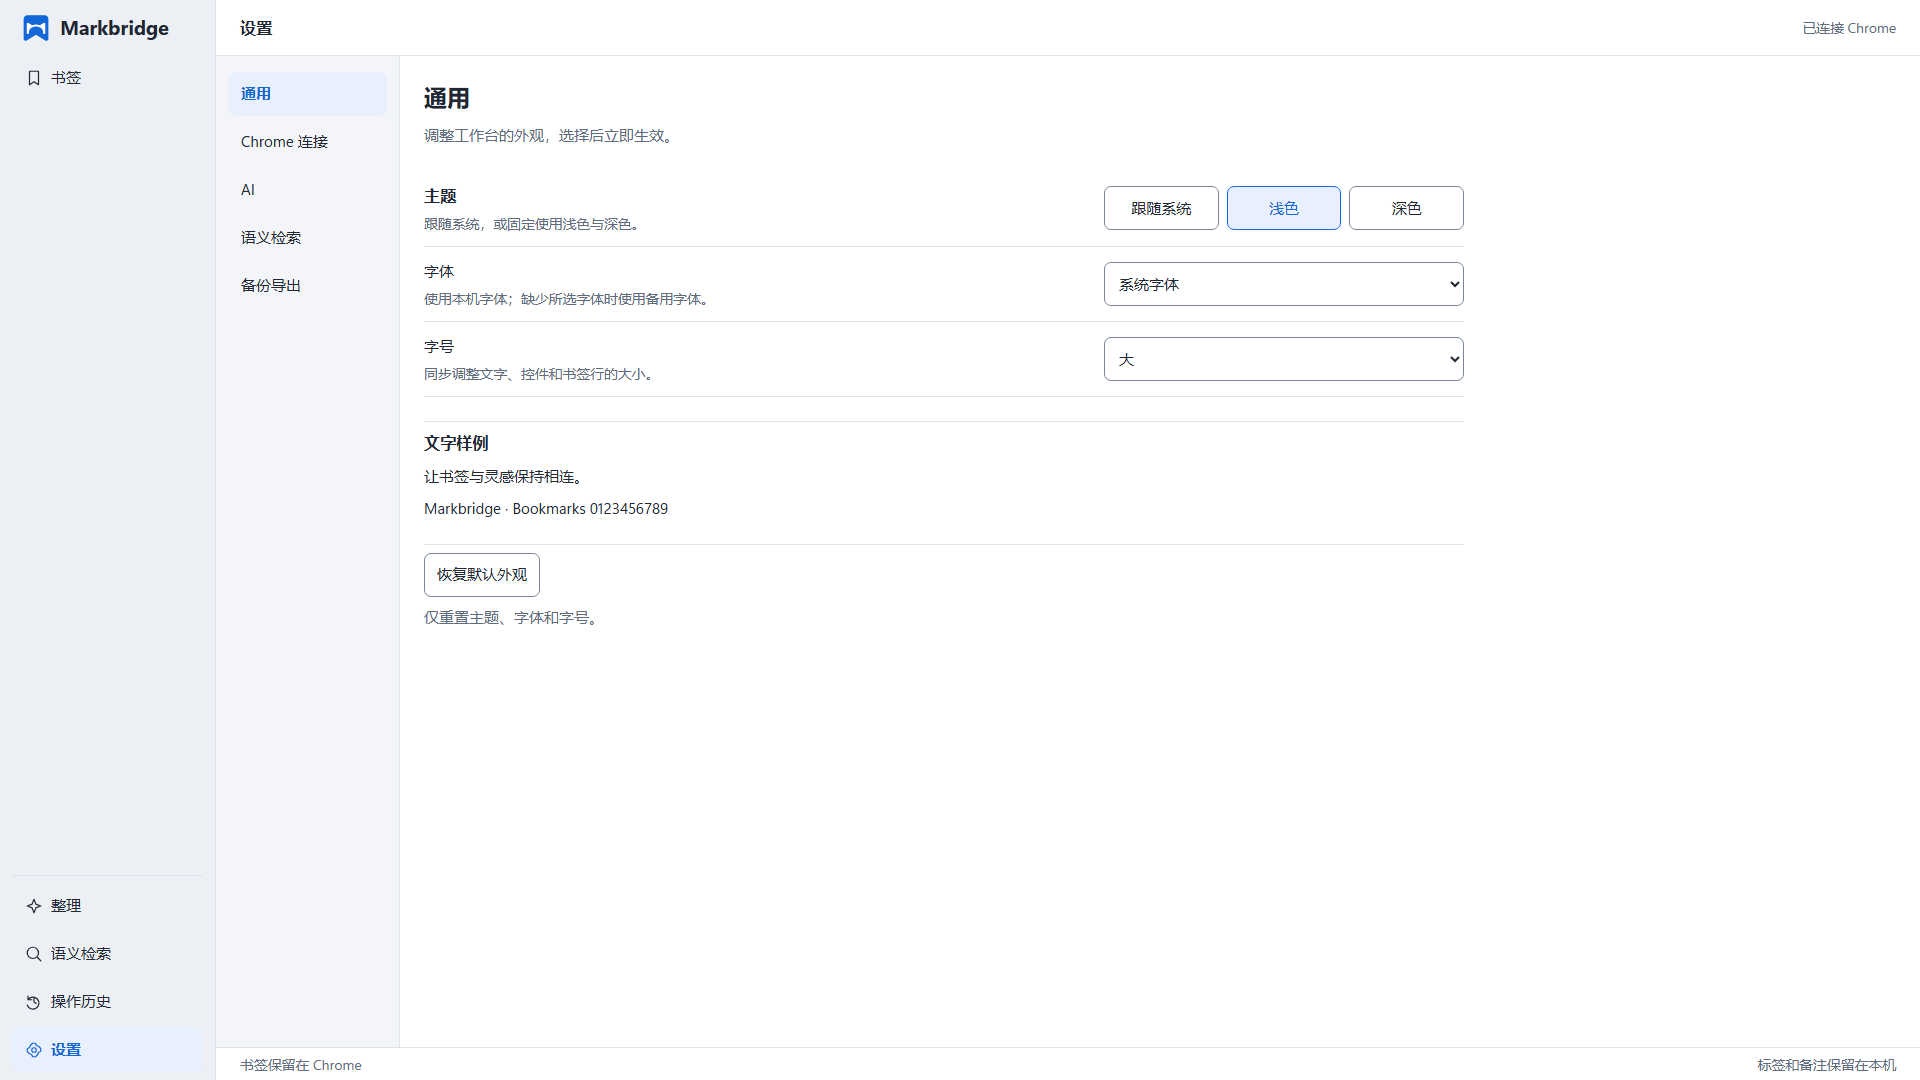 Markbridge
书签
整理
语义检索
操作历史
设置
设置
已连接 Chrome
通用
Chrome 连接
AI
语义检索
备份导出
通用
调整工作台的外观，选择后立即生效。
主题
跟随系统，或固定使用浅色与深色。
跟随系统
浅色
深色
字体
使用本机字体；缺少所选字体时使用备用字体。
系统字体
字号
同步调整文字、控件和书签行的大小。
大
文字样例
让书签与灵感保持相连。
Markbridge · Bookmarks 0123456789
恢复默认外观
仅重置主题、字体和字号。
书签保留在 Chrome
标签和备注保留在本机